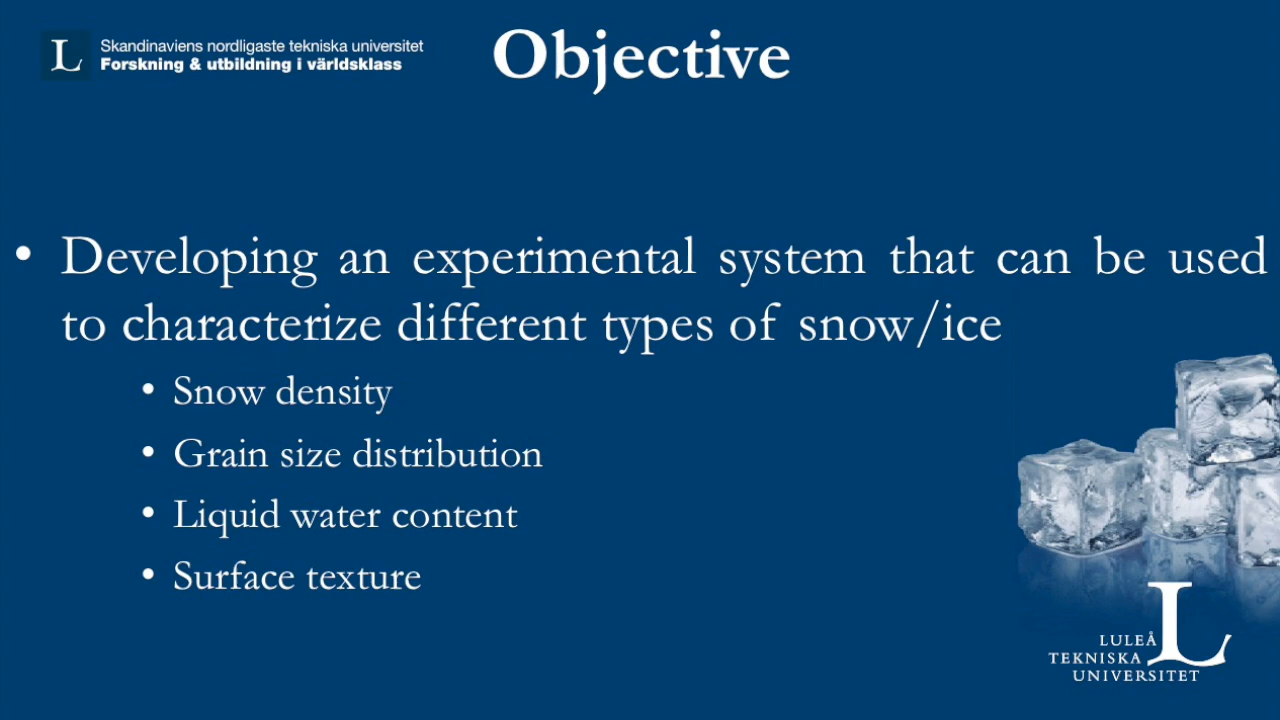 L Skandinaviens nordligaste tekniska universitet
Forskning & utbildning i världsklass
Objective
• Developing an experimental system that can be used
to characterize different types of snow/ice
• Snow density
• Grain size distribution
• Liquid water content
• Surface texture
L
LULEÅ
TEKNISKA
UNIVERSITET